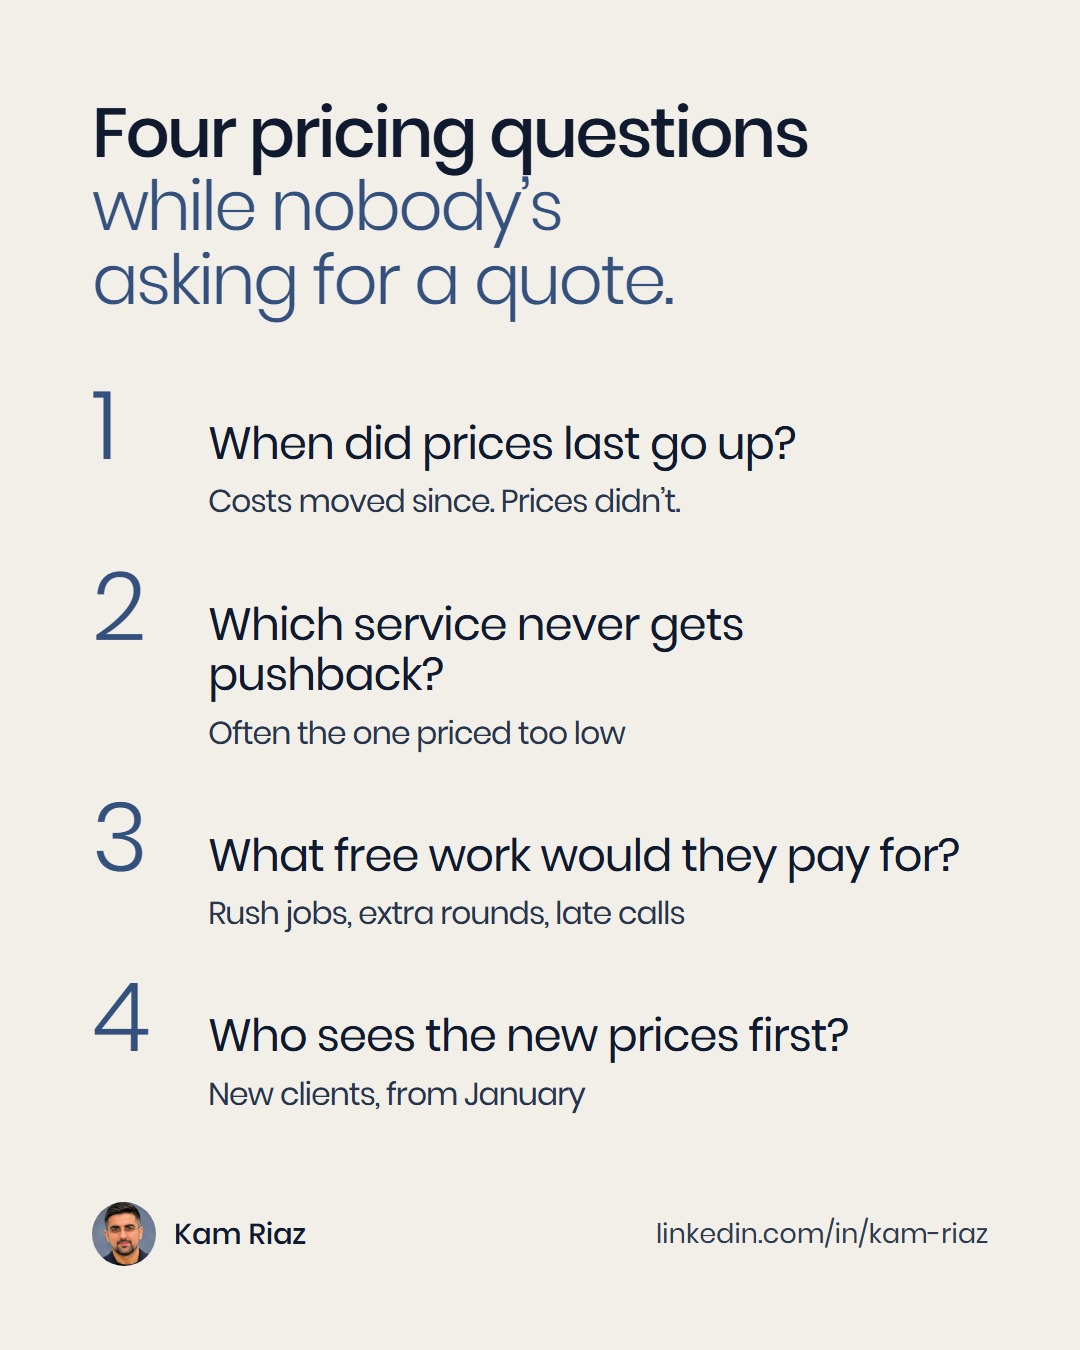 Four pricing questions
while nobody’s
asking for a quote.
1
When did prices last go up?
Costs moved since. Prices didn’t.
2
Which service never gets
pushback?
Often the one priced too low
3
What free work would they pay for?
Rush jobs, extra rounds, late calls
4
Who sees the new prices first?
New clients, from January
Kam Riaz
linkedin.com/in/kam-riaz